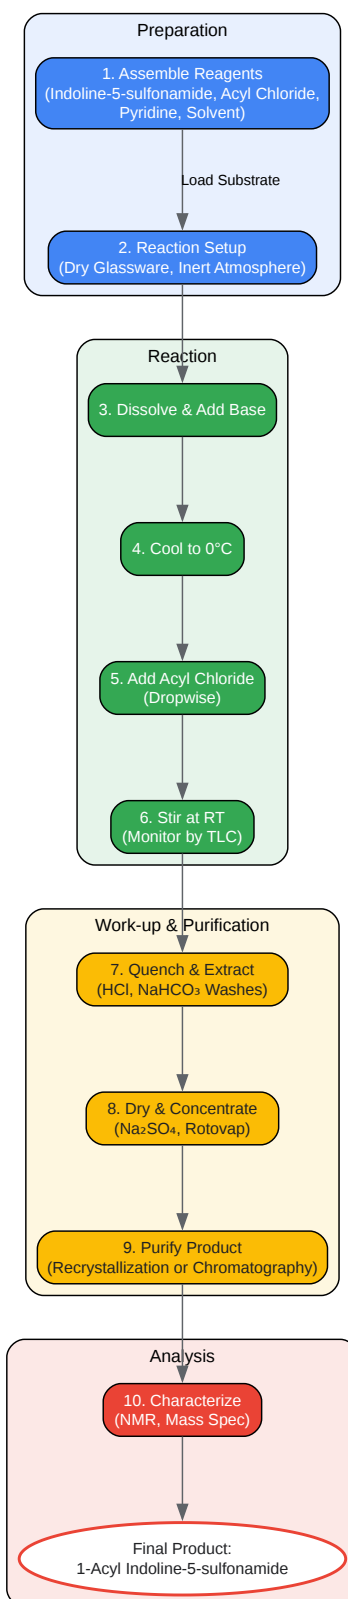 Preparation
1. Assemble Reagents
(Indoline-5-sulfonamide, Acyl Chloride,
Pyridine, Solvent)
Load Substrate
2. Reaction Setup
(Dry Glassware, Inert Atmosphere)
Reaction
3. Dissolve & Add Base
4. Cool to 0°C
5. Add Acyl Chloride
(Dropwise)
6. Stir at RT
(Monitor by TLC)
Work-up & Purification
7. Quench & Extract
(HCl, NaHCO₃ Washes)
8. Dry & Concentrate
(Na₂SO₄, Rotovap)
9. Purify Product
(Recrystallization or Chromatography)
Analysis
10. Characterize
(NMR, Mass Spec)
Final Product:
1-Acyl Indoline-5-sulfonamide